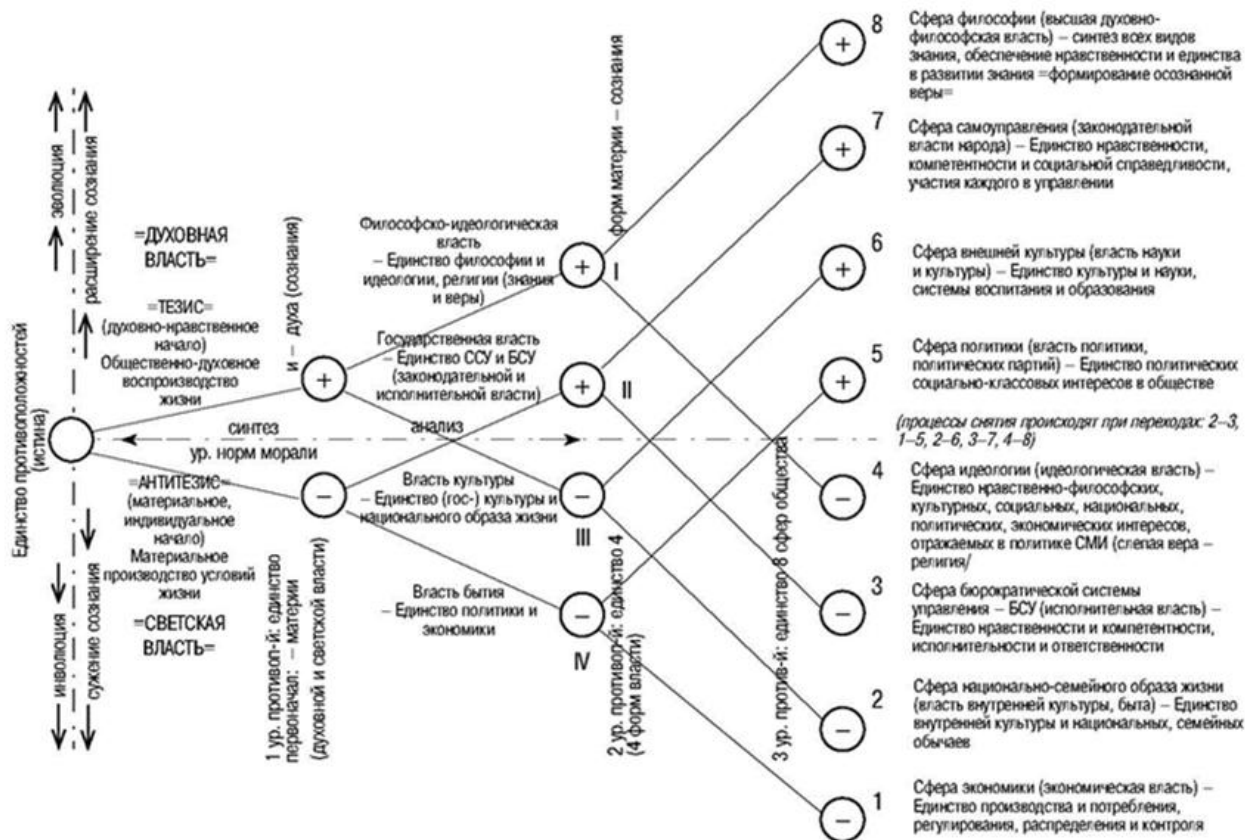 Единство противоположностей
(истина)
инволюция
эволюция
сужение сознания
расширение сознания
=ДУХОВНАЯ
ВЛАСТЬ=
=ТЕЗИС=
(духовно-нравственное
начало)
Общественно-духовное
воспроизводство
жизни
синтез
анализ
ур. норм морали
=АНТИТЕЗИС=
(материальное,
индивидуальное
начало)
Материальное
производство условий
жизни
=СВЕТСКАЯ
ВЛАСТЬ=
1 ур. противоп-й: единство
первоначал: – материи
и – духа (сознания)
(духовной и светской власти)
+
–
Философско-идеологическая
власть
– Единство философии и
идеологии, религии (знания
и веры)
Государственная власть
– Единство ССУ и БСУ
(законодательной и
исполнительной власти)
Власть культуры
– Единство (гос-) культуры и
национального образа жизни
Власть бытия
– Единство политики и
экономики
+
I
+
II
–
III
–
IV
2 ур. противоп-й: единство 4
форм материи – сознания
(4 форм власти)
3 ур. против-й: единство 8 сфер общества
+
8
Сфера философии (высшая духовно-
философская власть) – синтез всех видов
знания, обеспечение нравственности и единства
в развитии знания =формирование осознанной
веры=
+
7
Сфера самоуправления (законодательной
власти народа) – Единство нравственности,
компетентности и социальной справедливости,
участия каждого в управлении
+
6
Сфера внешней культуры (власть науки
и культуры) – Единство культуры и науки,
системы воспитания и образования
+
5
Сфера политики (власть политики,
политических партий) – Единство политических
социально-классовых интересов в обществе
(процессы снятия происходят при переходах: 2–3,
1–5, 2–6, 3–7, 4–8)
–
4
Сфера идеологии (идеологическая власть) –
Единство нравственно-философских,
культурных, социальных, национальных,
политических, экономических интересов,
отражаемых в политике СМИ (слепая вера –
религия/
–
3
Сфера бюрократической системы
управления – БСУ (исполнительная власть) –
Единство нравственности и компетентности,
исполнительности и ответственности
–
2
Сфера национально-семейного образа жизни
(власть внутренней культуры, быта) – Единство
внутренней культуры и национальных, семейных
обычаев
–
1
Сфера экономики (экономическая власть) –
Единство производства и потребления,
регулирования, распределения и контроля